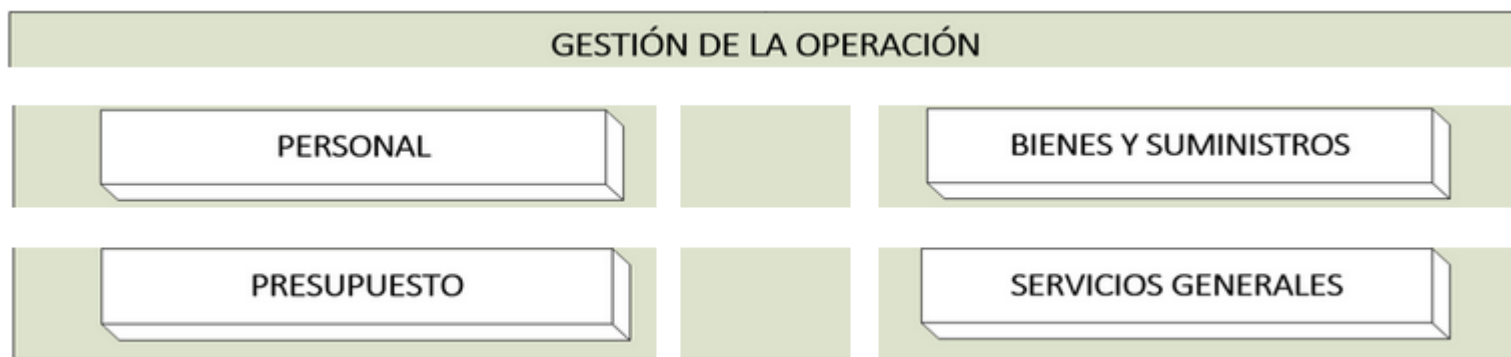 GESTIÓN DE LA OPERACIÓN
PERSONAL
BIENES Y SUMINISTROS
PRESUPUESTO
SERVICIOS GENERALES